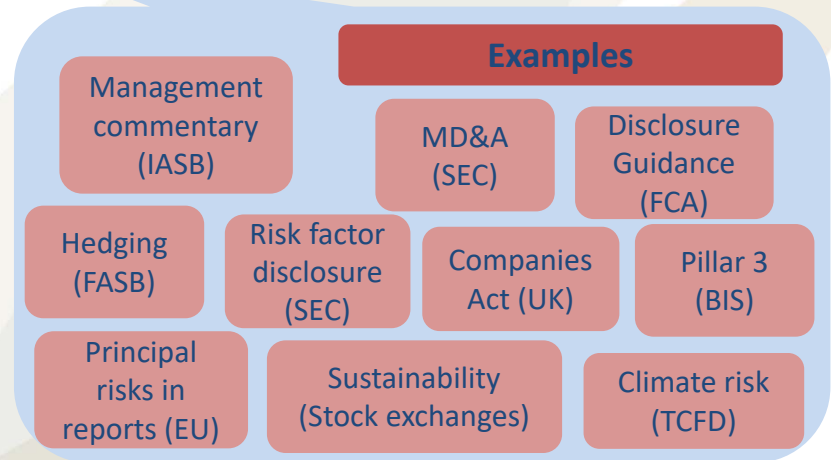 Examples
Management
commentary
(IASB)
MD&A
(SEC)
Disclosure
Guidance
(FCA)
Hedging
(FASB)
Risk factor
disclosure
(SEC)
Companies
Act (UK)
Pillar 3
(BIS)
Principal
risks in
reports (EU)
Sustainability
(Stock exchanges)
Climate risk
(TCFD)